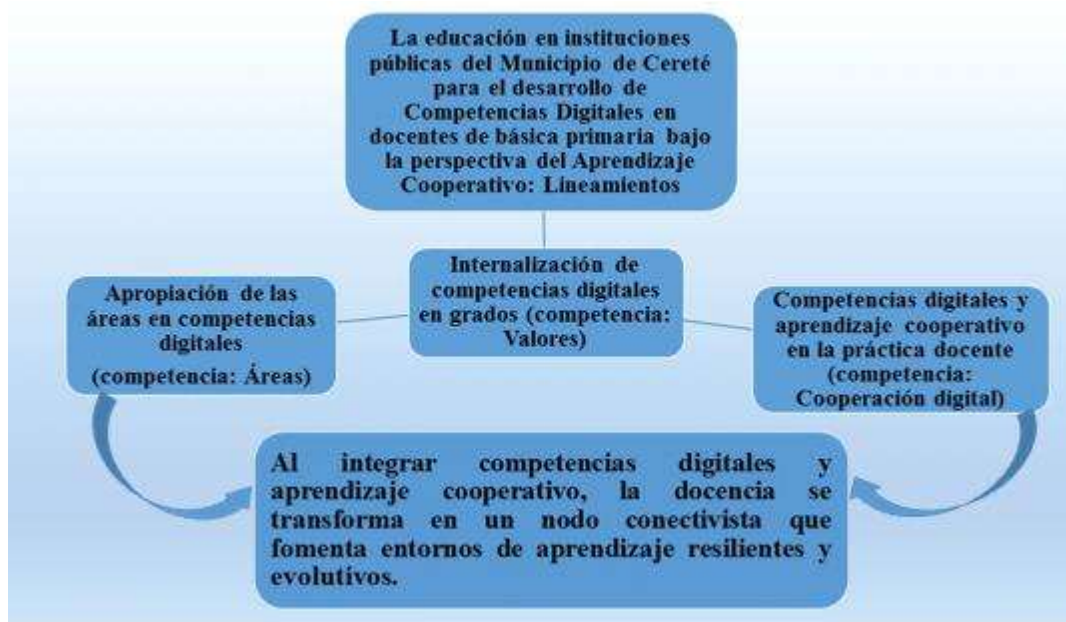 La educación en instituciones
públicas del Municipio de Cereté
para el desarrollo de
Competencias Digitales en
docentes de básica primaria bajo
la perspectiva del Aprendizaje
Cooperativo: Lineamientos
Internalización de
competencias digitales
en grados (competencia:
Valores)
Apropiación de las
áreas en competencias
digitales
(competencia: Áreas)
Competencias digitales y
aprendizaje cooperativo
en la práctica docente
(competencia:
Cooperación digital)
Al integrar competencias digitales y
aprendizaje cooperativo, la docencia se
transforma en un nodo conectivista que
fomenta entornos de aprendizaje resilientes y
evolutivos.